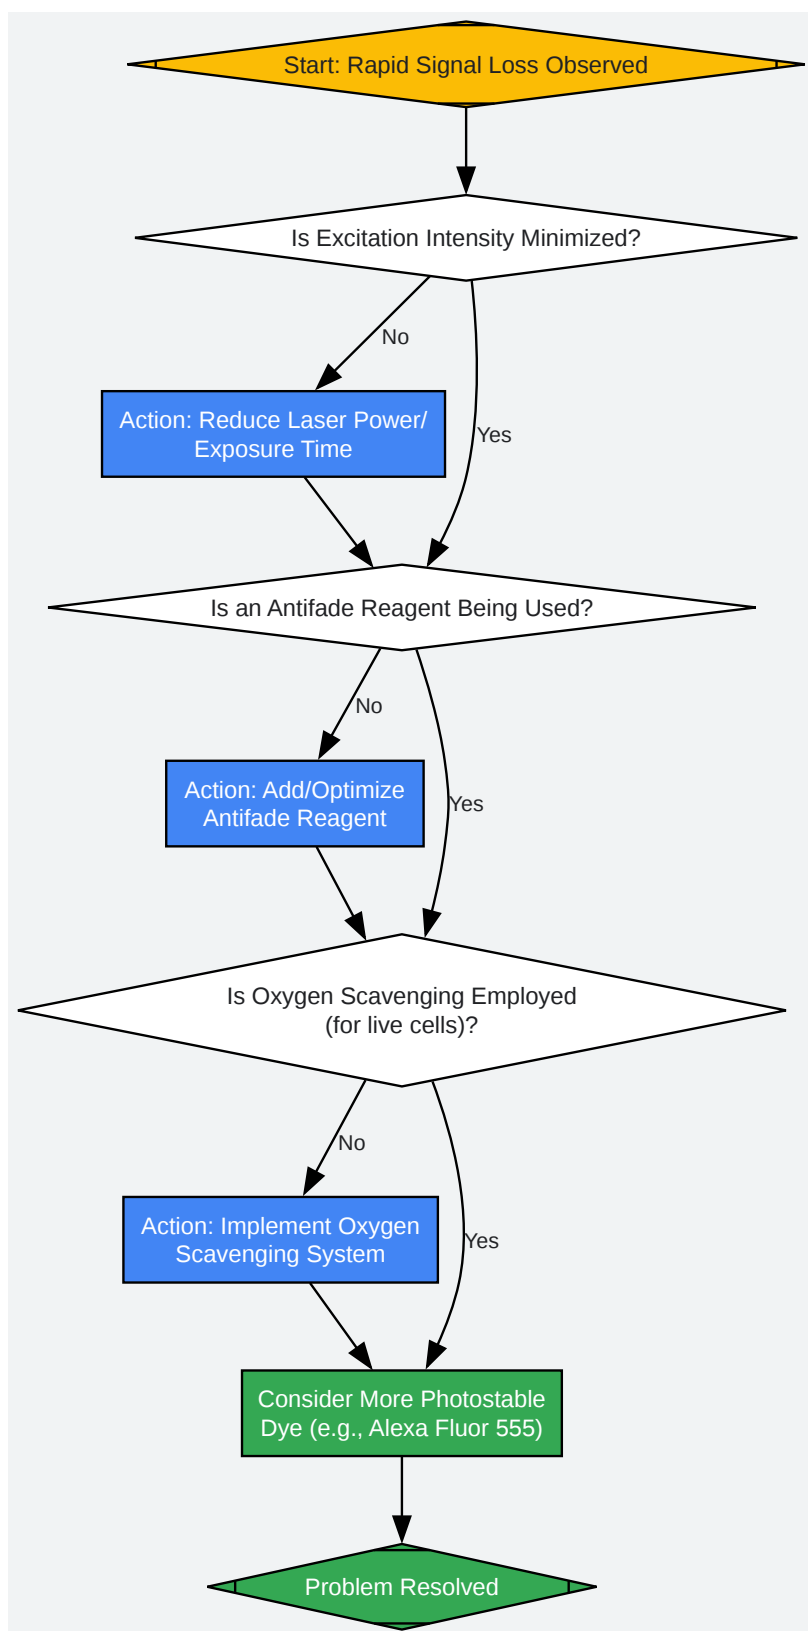 Start: Rapid Signal Loss Observed
Is Excitation Intensity Minimized?
No
Action: Reduce Laser Power/
Exposure Time
Yes
Is an Antifade Reagent Being Used?
No
Action: Add/Optimize
Antifade Reagent
Yes
Is Oxygen Scavenging Employed
(for live cells)?
No
Action: Implement Oxygen
Scavenging System
Yes
Consider More Photostable
Dye (e.g., Alexa Fluor 555)
Problem Resolved